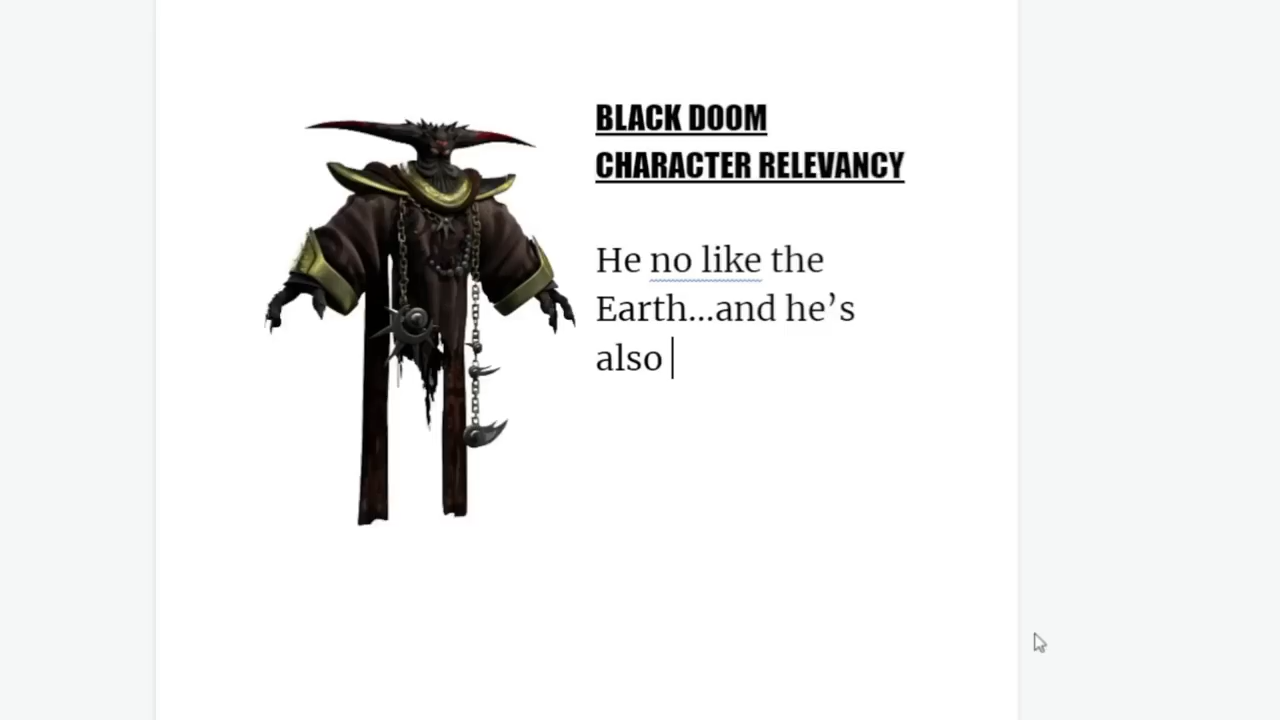 BLACK DOOM
CHARACTER RELEVANCY
He no like the
Earth...and he’s
also